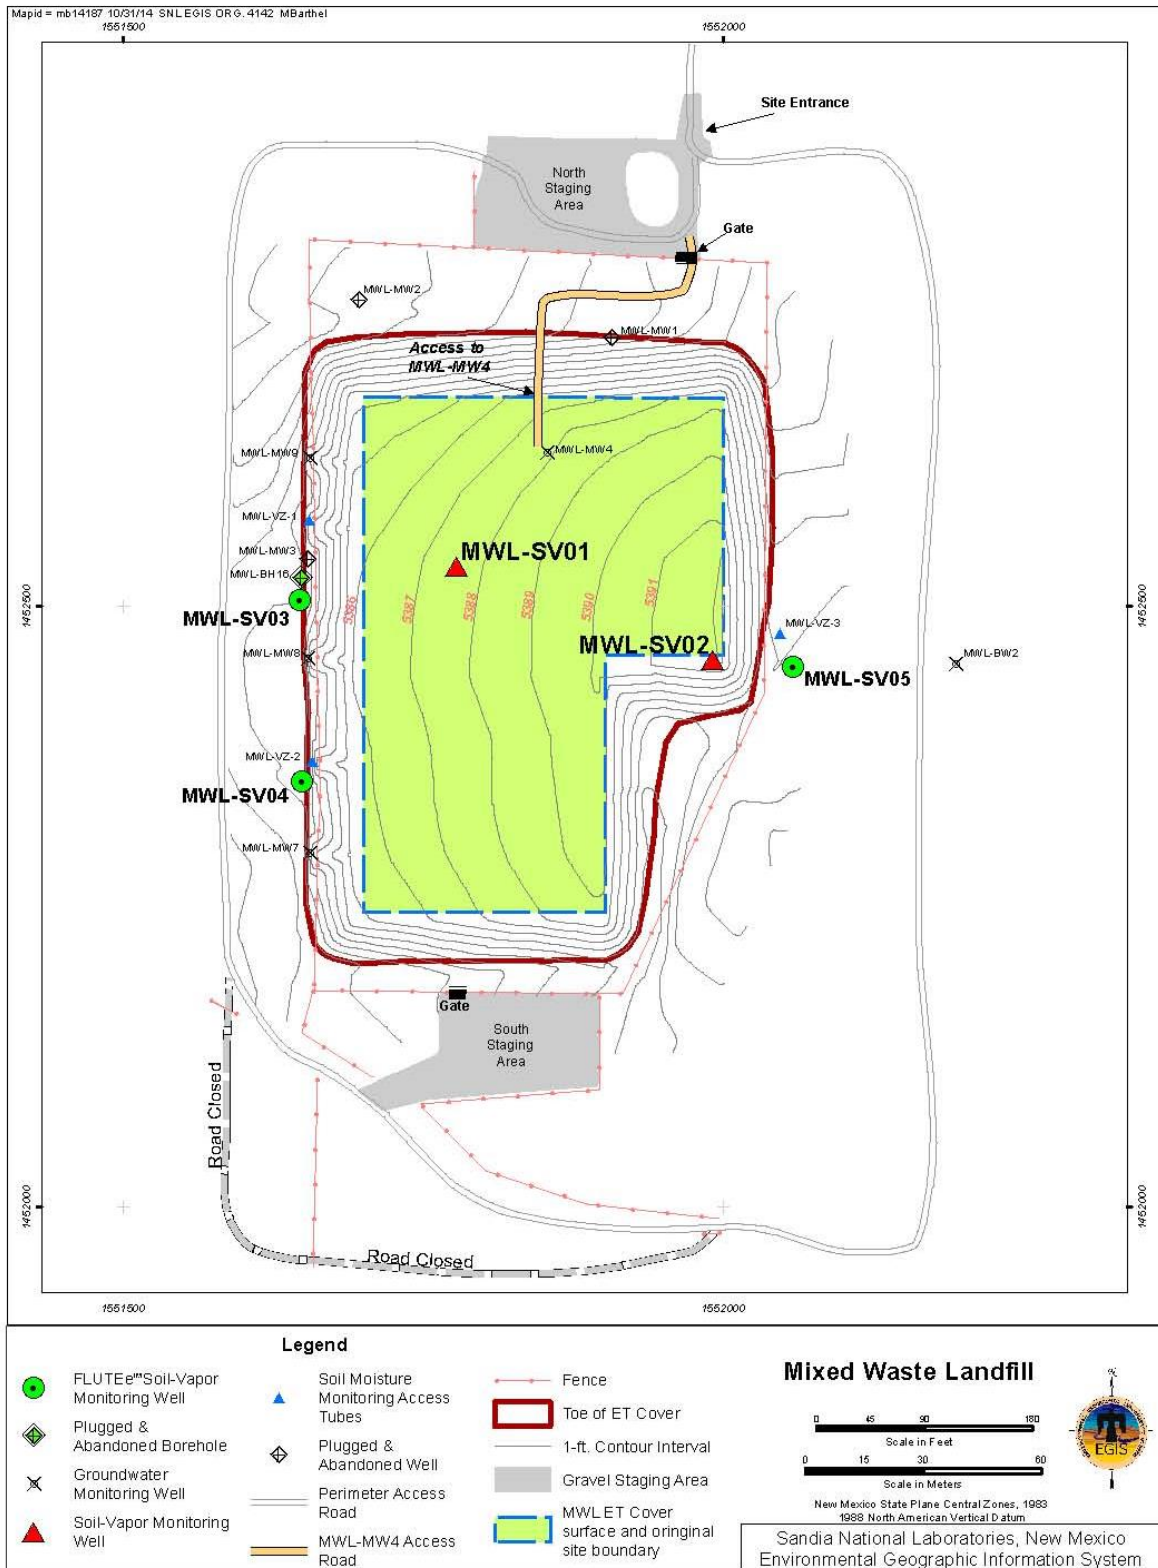 Mapid = mb14187 10/31/14 SNL EGIS ORG. 4142 MBarthel
1551500
1552000
Site Entrance
North
Staging
Area
Gate
MWL-MW2
MWL-MW1
Access to
MWL-MW4
MWL-MW9
MWL-MW4
MWL-VZ-1
MWL-MW3
MWL-SV01
MWL-BH16
5386
5387
5388
5389
5390
5391
1452500
1452500
MWL-SV03
MWL-VZ-3
MWL-SV02
MWL-MW8
MWL-BW2
MWL-SV05
MWL-VZ-2
MWL-SV04
MWL-MW7
Gate
South
Staging
Area
Road Closed
1452000
1452000
Road Closed
1551500
1552000
Legend
FLUTEe™Soil-Vapor
Monitoring Well
Plugged &
Abandoned Borehole
Groundwater
Monitoring Well
Soil-Vapor Monitoring
Well
Soil Moisture
Monitoring Access
Tubes
Plugged &
Abandoned Well
Perimeter Access
Road
MWL-MW4 Access
Road
Fence
Toe of ET Cover
1-ft. Contour Interval
Gravel Staging Area
MWL ET Cover
surface and oringinal
site boundary
Mixed Waste Landfill
0 45 90 180
Scale in Feet
0 15 30 60
Scale in Meters
New Mexico State Plane Central Zones, 1983
1988 North American Vertical Datum
EGIS
Sandia National Laboratories, New Mexico
Environmental Geographic Information System